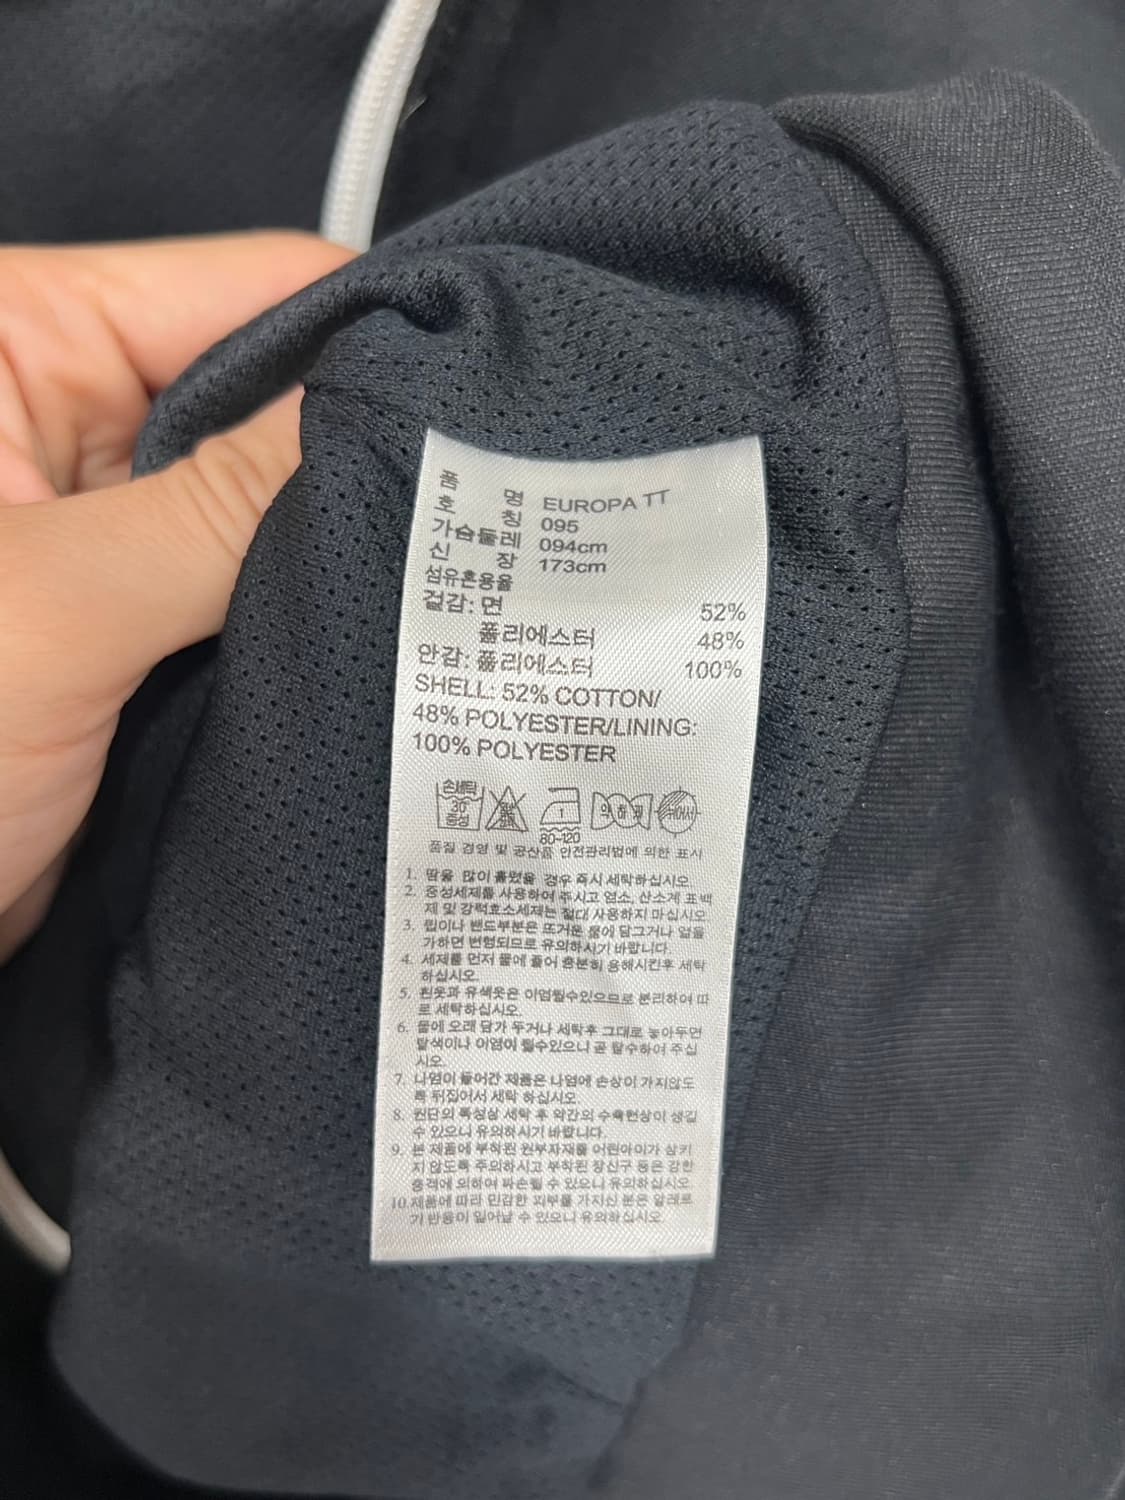 품 명 EUROPA TT
호 칭 095
가슴둘레 094cm
신 장 173cm
섬유혼용율
겉감: 면 52%
폴리에스터 48%
안감: 폴리에스터 100%
SHELL: 52% COTTON/
48% POLYESTER/LINING:
100% POLYESTER
손세탁
30
중성
1
80-120
품질 경영 및 공산품 안전관리법에 의한 표시
1. 땀을 많이 흘렸을 경우 즉시 세탁하십시오.
2. 중성세제를 사용하여 주시고 염소, 산소계 표백
제 및 강력효소세제는 절대 사용하지 마십시오
3. 립이나 밴드부분은 뜨거운 물에 담그거나 열을
가하면 변형되므로 유의하시기 바랍니다.
4. 세제를 먼저 물에 풀어 충분히 용해시킨후 세탁
하십시오.
5. 흰옷과 유색옷은 이염될수있으므로 분리하여 따
로 세탁하십시오.
6. 물에 오래 담가 두거나 세탁후 그대로 놓아두면
탈색이나 이염이 될수있으니 곧 탈수하여 주십
시오.
7. 나염이 들어간 제품은 나염에 손상이 가지않도
록 뒤집어서 세탁 하십시오.
8. 원단의 특성상 세탁 후 약간의 수축현상이 생길
수 있으니 유의하시기 바랍니다.
9. 본 제품에 부착된 원부자재를 어린아이가 삼키
지 않도록 주의하시고 부착된 장신구 등은 강한
충격에 의하여 파손될 수 있으니 유의하십시오.
10. 제품에 따라 민감한 피부를 가지신 분은 알레르
기 반응이 일어날 수 있으니 유의하십시오.